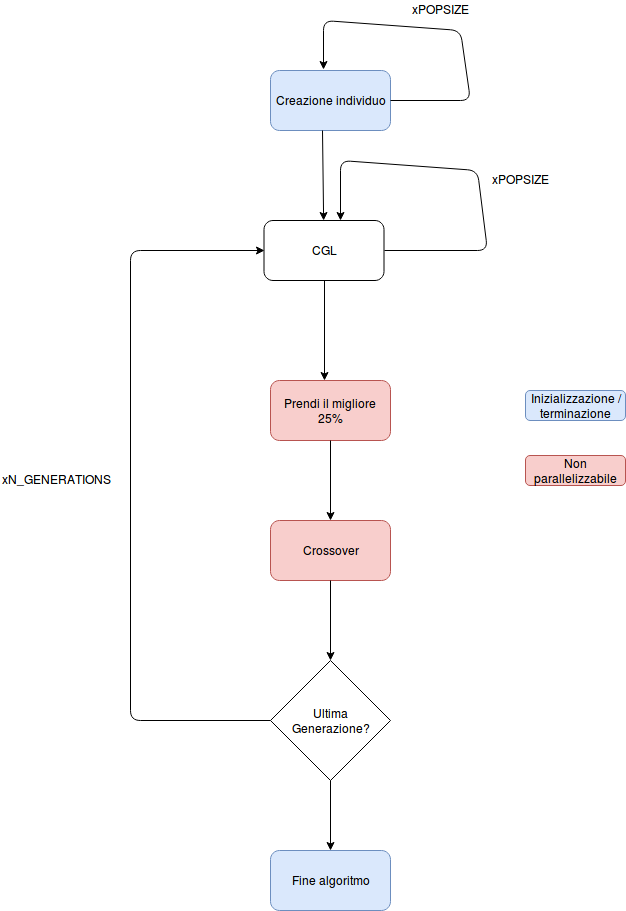 xPOPSIZE
Creazione individuo
xPOPSIZE
CGL
Prendi il migliore
25%
Inizializzazione /
terminazione
Non
parallelizzabile
xN_GENERATIONS
Crossover
Ultima
Generazione?
Fine algoritmo